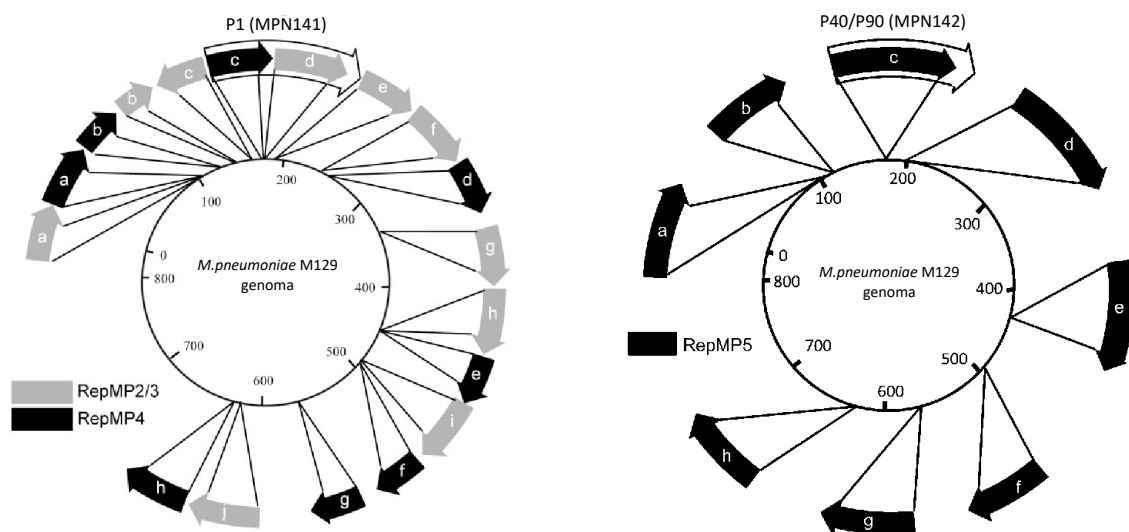 P1 (MPN141)
c
d
c
e
b
f
b
a
d
a
200
100
300
g
0
M.pneumoniae M129
genoma
800
400
h
700
500
e
600
RepMP2/3
RepMP4
i
f
h
g
j
P40/P90 (MPN142)
c
b
d
200
100
a
300
0
M.pneumoniae M129
genoma
800
400
e
RepMP5
700
500
600
h
f
g